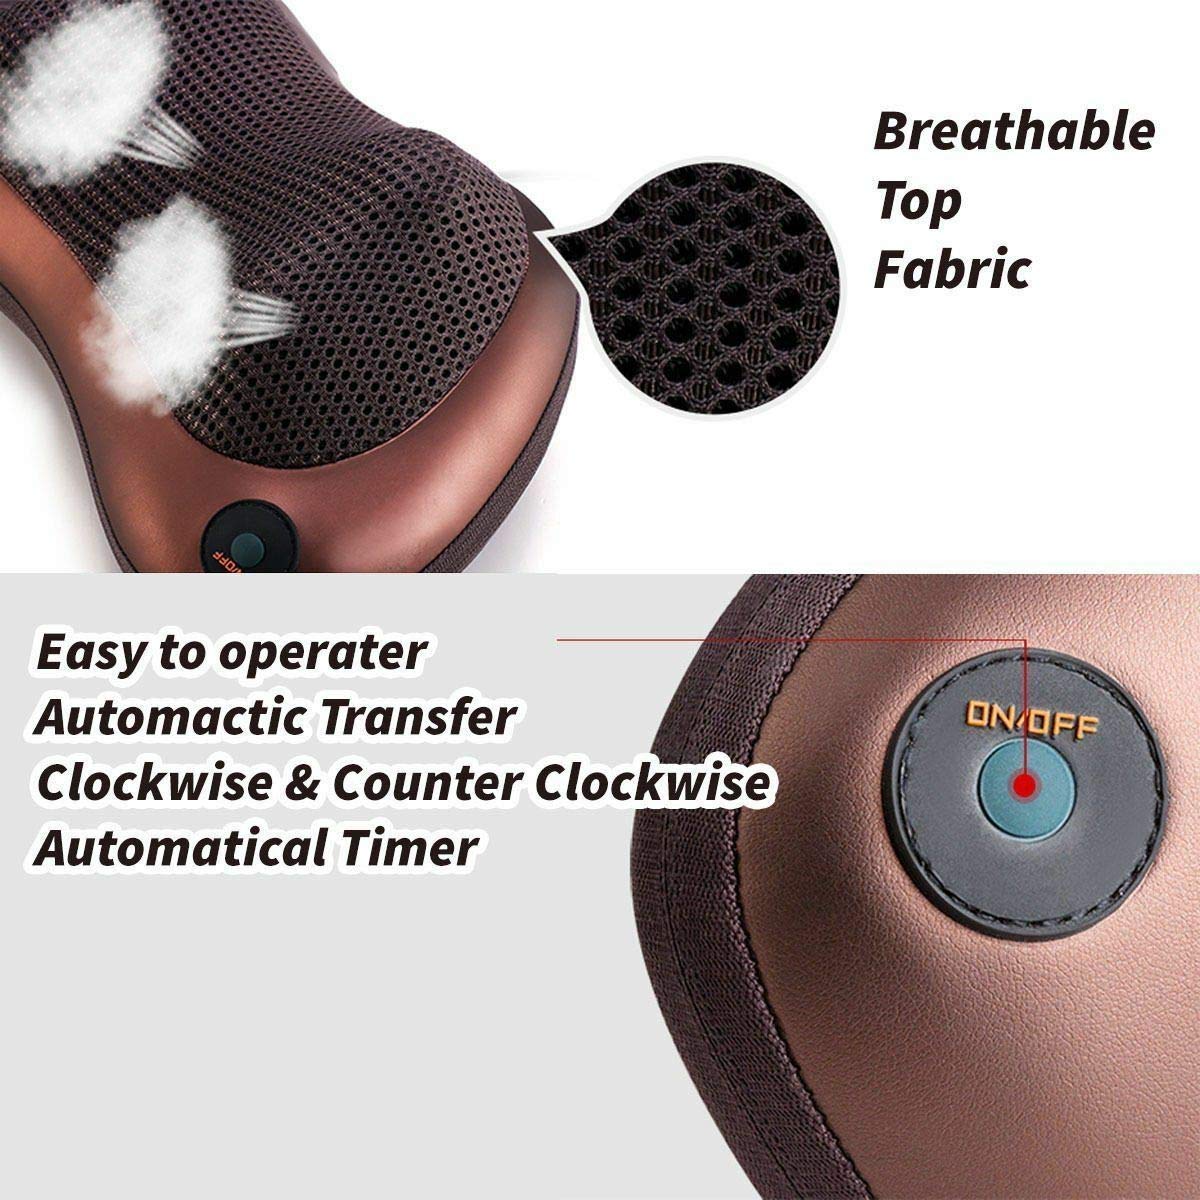 Breathable
Top
Fabric
Easy to operater
Automactic Transfer
Clockwise & Counter Clockwise
Automatical Timer
ON/OFF